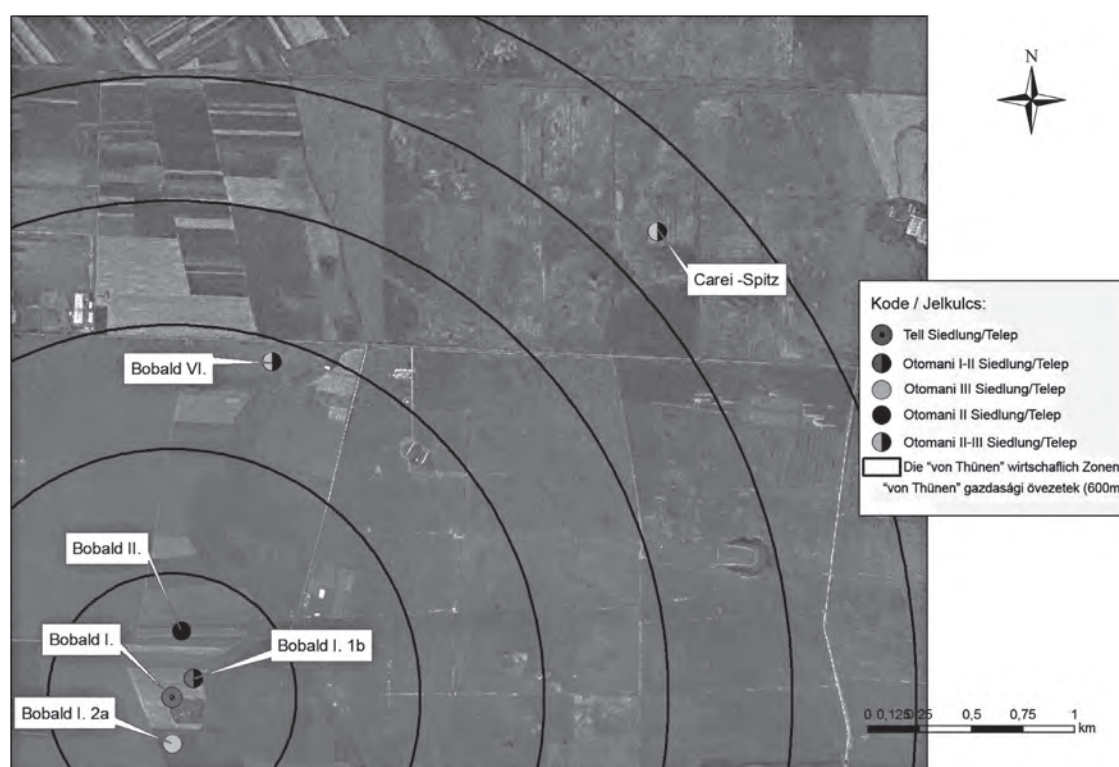 N
Carei -Spitz
Bobald VI.
Bobald II.
Bobald I.
Bobald I. 1b
Bobald I. 2a
Kode / Jelkulcs:
Tell Siedlung/Telep
Otomani I-II Siedlung/Telep
Otomani III Siedlung/Telep
Otomani II Siedlung/Telep
Otomani II-III Siedlung/Telep
Die "von Thünen" wirtschaftlich Zonen
"von Thünen" gazdasági övezetek (600m
0 0,125 0,25 0,5 0,75 1
km